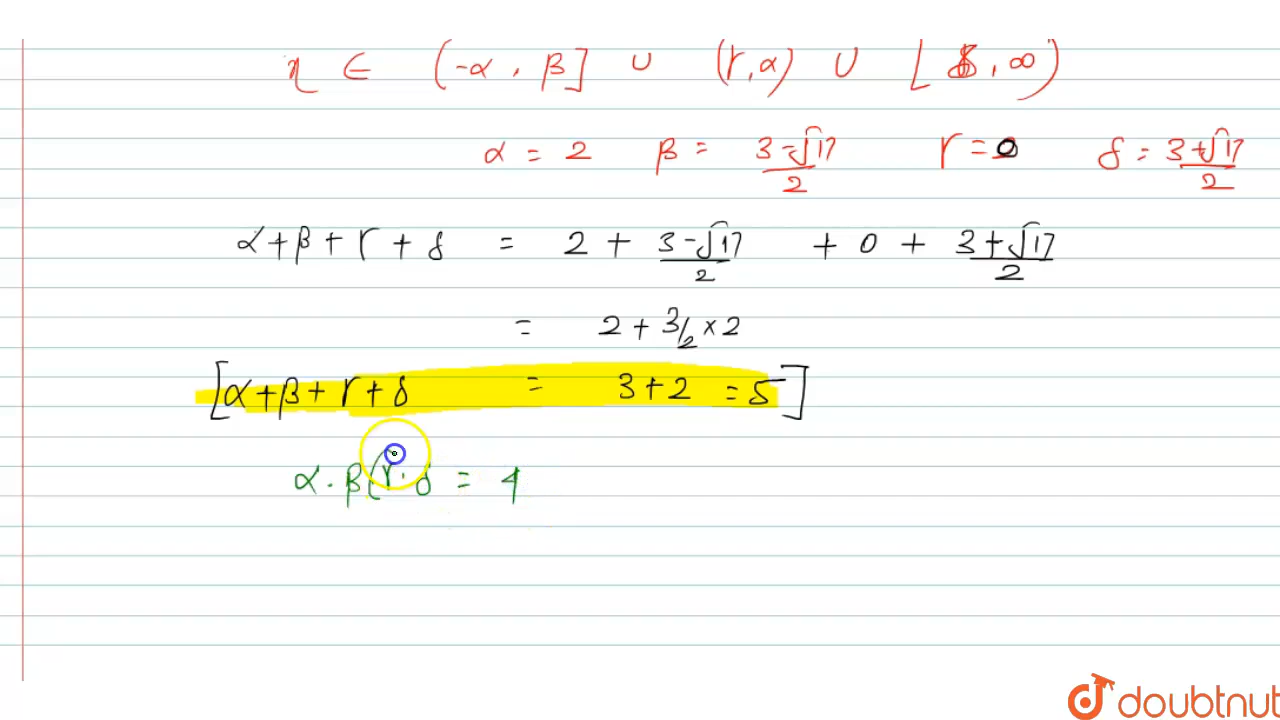 x ∈ (-α, β] ∪ (r, α) ∪ [δ, ∞)
α = 2 β = 3-√17/2 r = 0 δ = 3+√17/2
α+β+r+δ = 2 + 3-√17/2 + 0 + 3+√17/2
= 2 + 3/2 × 2
[α+β+r+δ = 3+2 = 5]
α.β(r.δ = 4
doubtnut